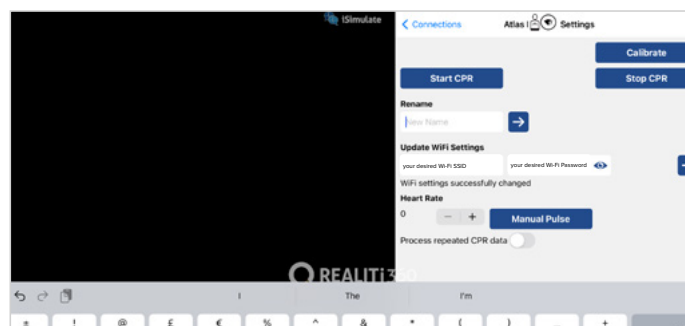 iSimulate
Connections
Atlas
Settings
Calibrate
Start CPR
Stop CPR
Rename
New Name
Update WiFi Settings
your desired Wi-Fi SSID
your desired Wi-Fi Password
WiFi settings successfully changed
Heart Rate
0
- +
Manual Pulse
Process repeated CPR data
REALITi360
I The I'm
± ! @ £ € % ^ & * ( ) _ +